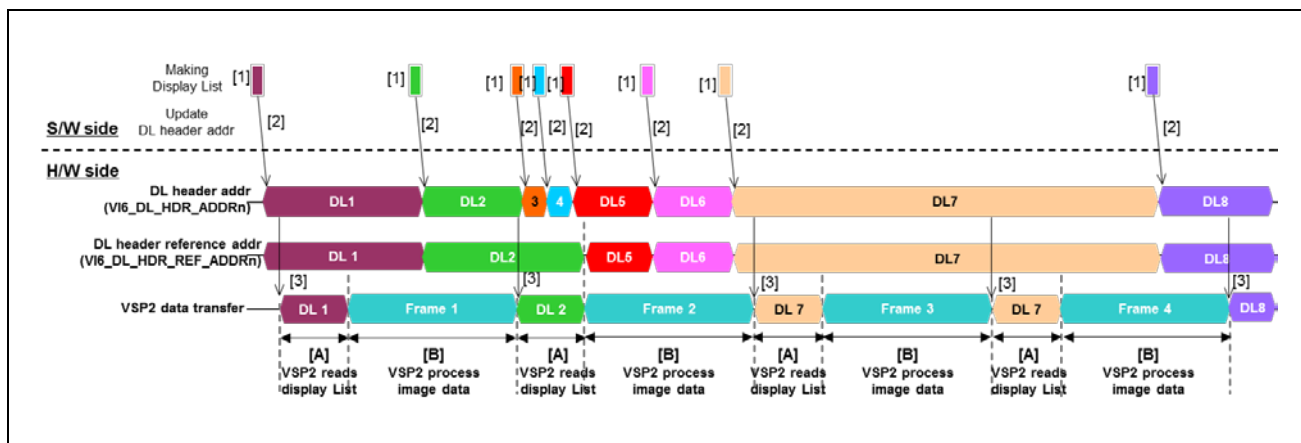 Making
Display List
[1] [1] [1] [1] [1] [1] [1] [1]
Update
DL header addr
[2] [2] [2] [2] [2] [2] [2] [2]
S/W side
H/W side
DL header addr
(VI6_DL_HDR_ADDRn)
DL1 DL2 3 4 DL5 DL6 DL7 DL8
DL header reference addr
(VI6_DL_HDR_REF_ADDRn)
DL 1 DL2 DL5 DL6 DL7 DL8
[3] [3] [3] [3] [3]
VSP2 data transfer
DL 1 Frame 1 DL 2 Frame 2 DL 7 Frame 3 DL 7 Frame 4 DL8
[A] [B] [A] [B] [A] [B] [A] [B]
VSP2 reads VSP2 process VSP2 reads VSP2 process VSP2 reads VSP2 process VSP2 reads VSP2 process
display List image data display List image data display List image data display List image data